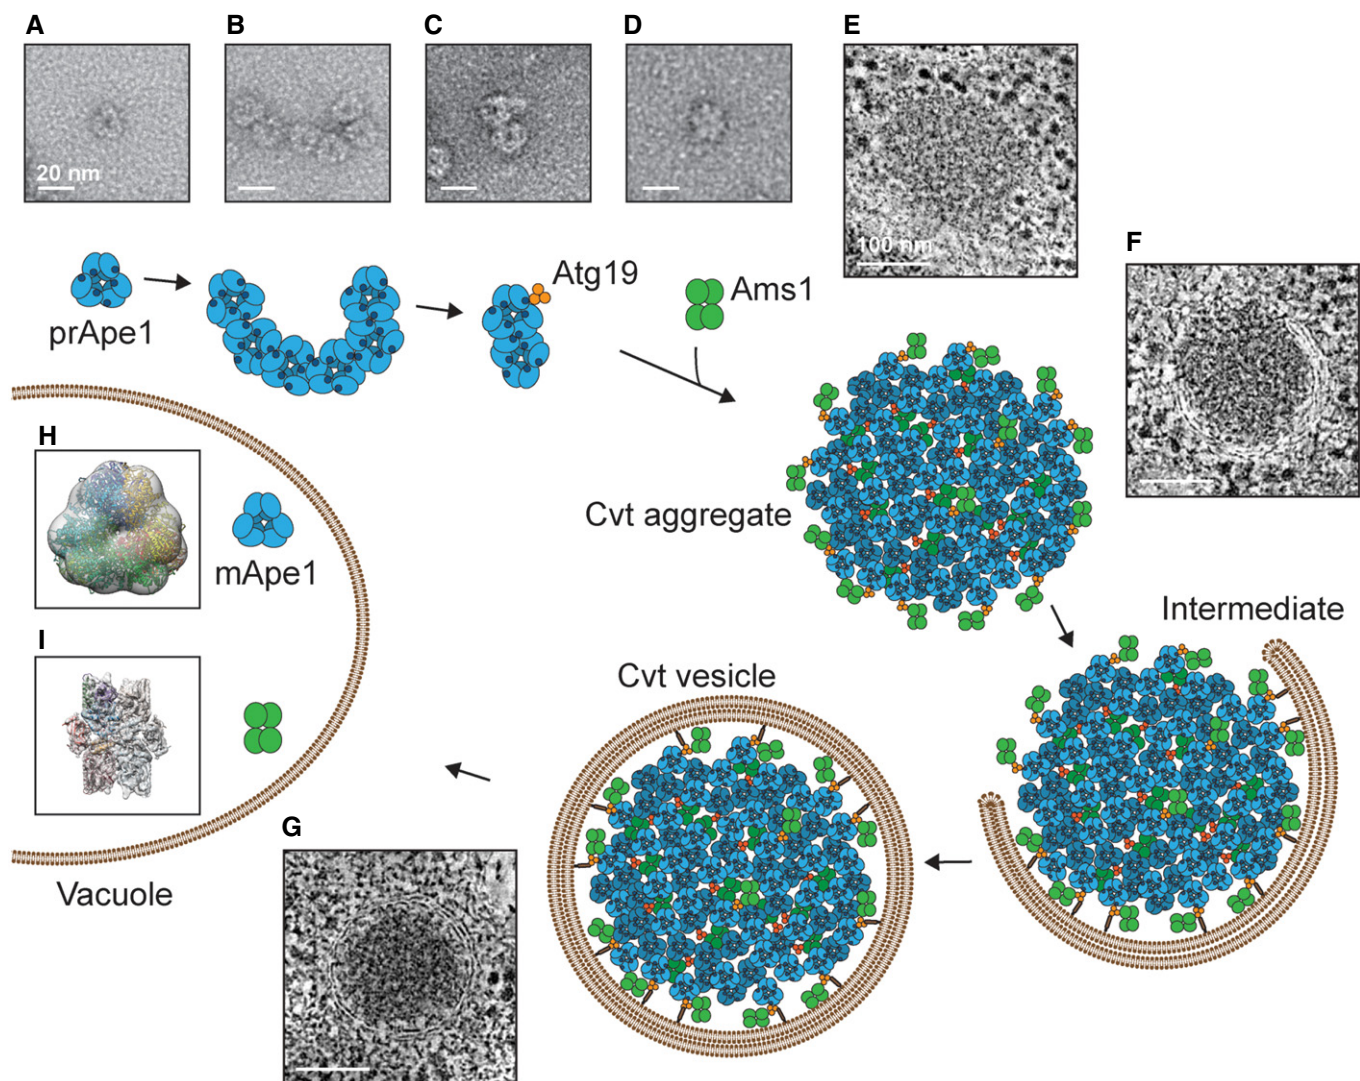 A
B
C
D
E
20 nm
100 nm
F
Atg19
Ams1
prApe1
H
mApe1
Cvt aggregate
Intermediate
I
Cvt vesicle
G
Vacuole